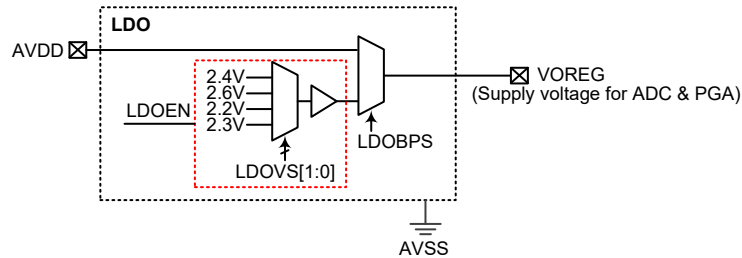 LDO
AVDD
2.4V
2.6V
2.2V
2.3V
LDOEN
LDOVS[1:0]
LDOBPS
VOREG
(Supply voltage for ADC & PGA)
AVSS